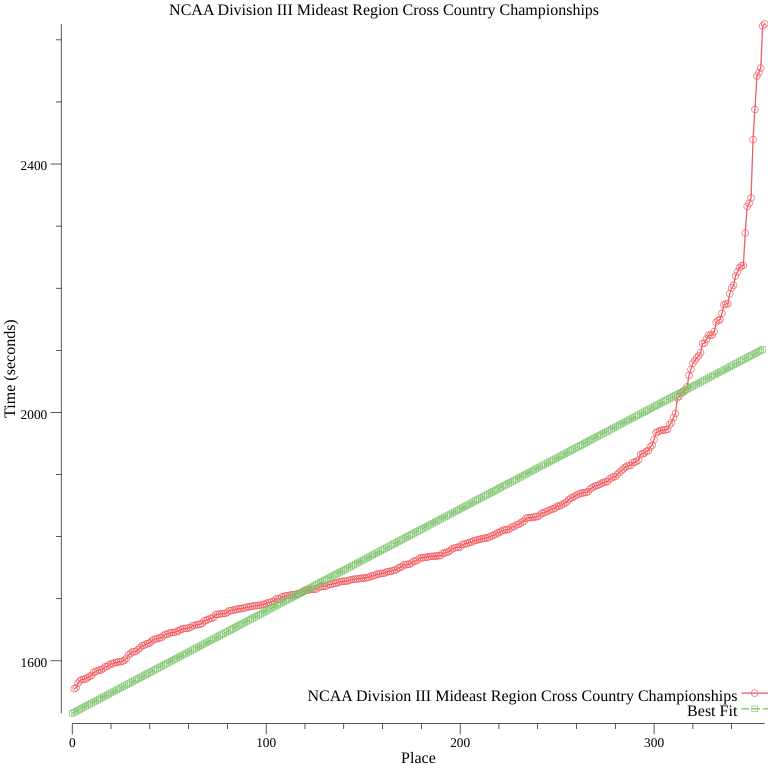 NCAA Division III Mideast Region Cross Country Championships
2400
2000
1600
Time (seconds)
NCAA Division III Mideast Region Cross Country Championships
Best Fit
0 100 200 300
Place